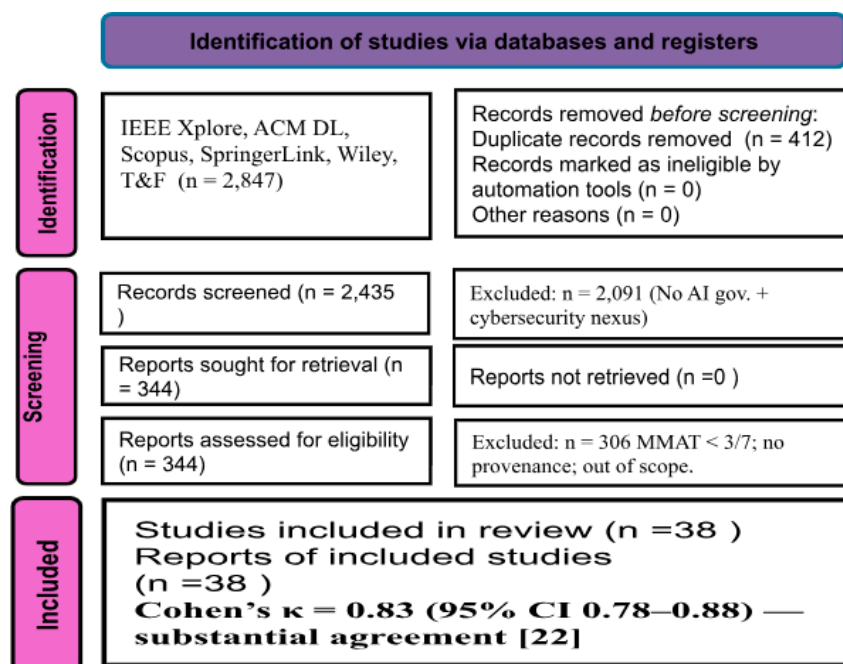 Identification of studies via databases and registers
Identification
IEEE Xplore, ACM DL,
Scopus, SpringerLink, Wiley,
T&F (n = 2,847)
Records removed before screening:
Duplicate records removed (n = 412)
Records marked as ineligible by
automation tools (n = 0)
Other reasons (n = 0)
Screening
Records screened (n = 2,435
)
Excluded: n = 2,091 (No AI gov. +
cybersecurity nexus)
Reports sought for retrieval (n
= 344)
Reports not retrieved (n =0 )
Reports assessed for eligibility
(n = 344)
Excluded: n = 306 MMAT < 3/7; no
provenance; out of scope.
Included
Studies included in review (n =38 )
Reports of included studies
(n =38 )
Cohen's κ = 0.83 (95% CI 0.78–0.88) —
substantial agreement [22]